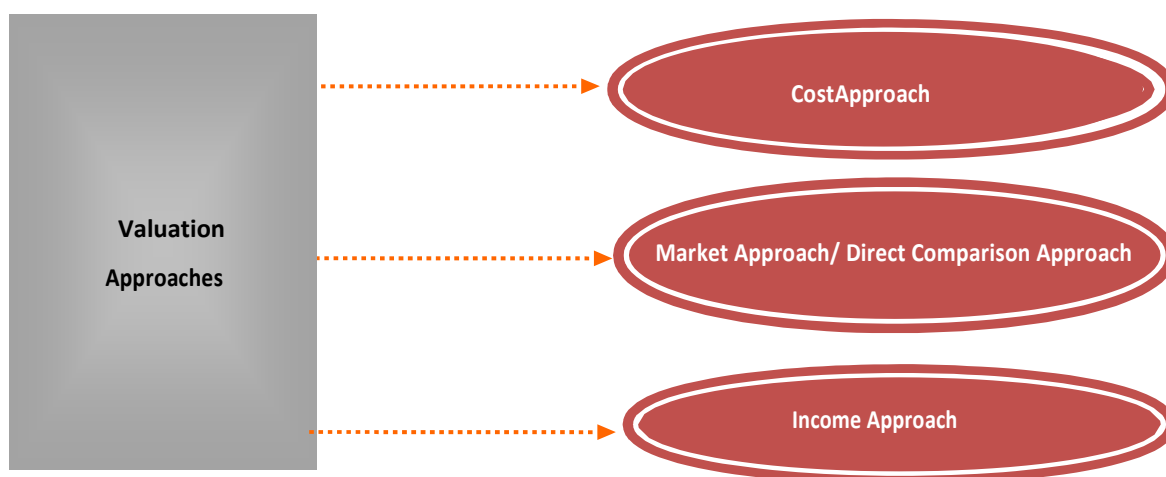 Valuation
Approaches
CostApproach
Market Approach/ Direct Comparison Approach
Income Approach